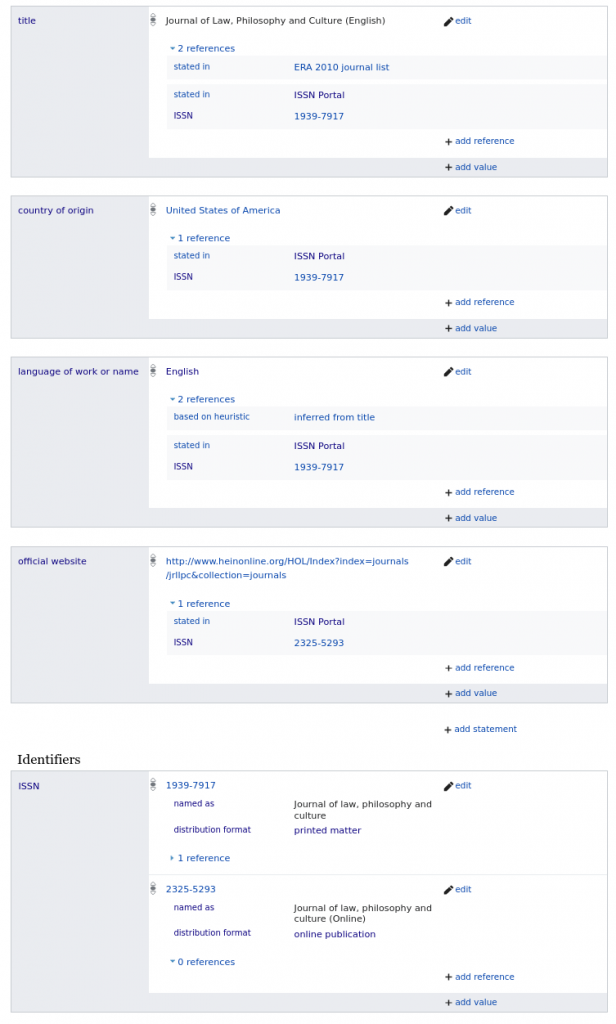 title
Journal of Law, Philosophy and Culture (English)
edit
2 references
stated in
ERA 2010 journal list
stated in
ISSN Portal
ISSN
1939-7917
+ add reference
+ add value
country of origin
United States of America
edit
1 reference
stated in
ISSN Portal
ISSN
1939-7917
+ add reference
+ add value
language of work or name
English
edit
2 references
based on heuristic
inferred from title
stated in
ISSN Portal
ISSN
1939-7917
+ add reference
+ add value
official website
http://www.heinonline.org/HOL/Index?index=journals
/jrllpc&collection=journals
edit
1 reference
stated in
ISSN Portal
ISSN
2325-5293
+ add reference
+ add value
+ add statement
Identifiers
ISSN
1939-7917
edit
named as
Journal of law, philosophy and
culture
distribution format
printed matter
1 reference
2325-5293
edit
named as
Journal of law, philosophy and
culture (Online)
distribution format
online publication
0 references
+ add reference
+ add value